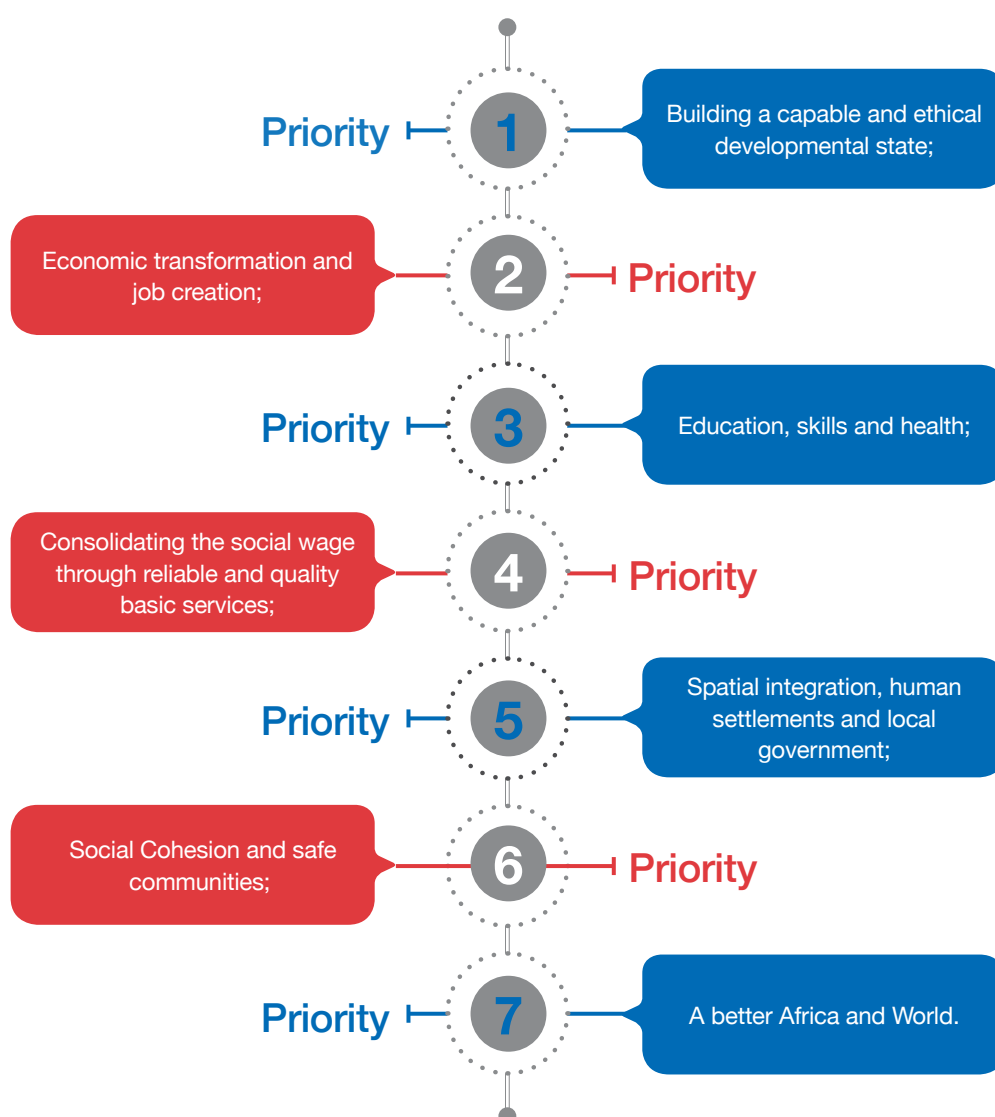 Priority
1
Building a capable and ethical
developmental state;
Economic transformation and
job creation;
2
Priority
Priority
3
Education, skills and health;
Consolidating the social wage
through reliable and quality
basic services;
4
Priority
Priority
5
Spatial integration, human
settlements and local
government;
Social Cohesion and safe
communities;
6
Priority
Priority
7
A better Africa and World.